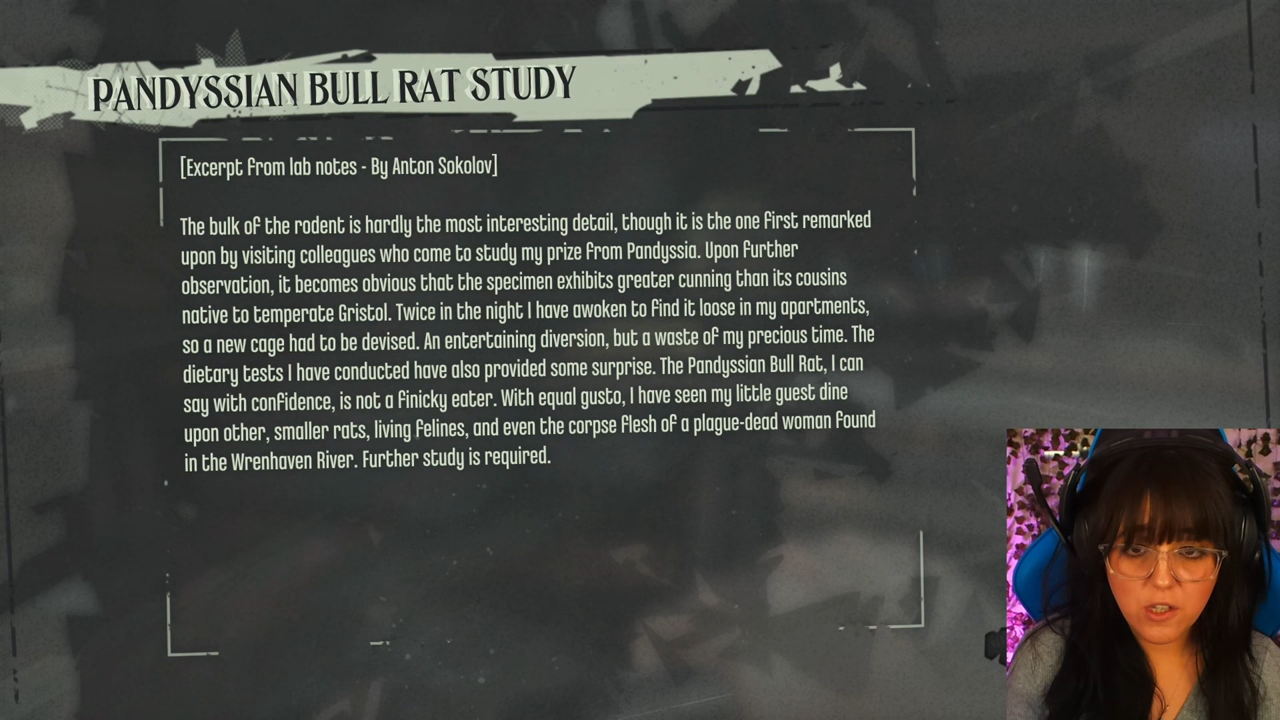 PANDYSSIAN BULL RAT STUDY
[Excerpt from lab notes - By Anton Sokolov]
The bulk of the rodent is hardly the most interesting detail, though it is the one first remarked
upon by visiting colleagues who come to study my prize from Pandyssia. Upon further
observation, it becomes obvious that the specimen exhibits greater cunning than its cousins
native to temperate Gristol. Twice in the night I have awoken to find it loose in my apartments,
so a new cage had to be devised. An entertaining diversion, but a waste of my precious time. The
dietary tests I have conducted have also provided some surprise. The Pandyssian Bull Rat, I can
say with confidence, is not a finicky eater. With equal gusto, I have seen my little guest dine
upon other, smaller rats, living felines, and even the corpse flesh of a plague-dead woman found
in the Wrenhaven River. Further study is required.